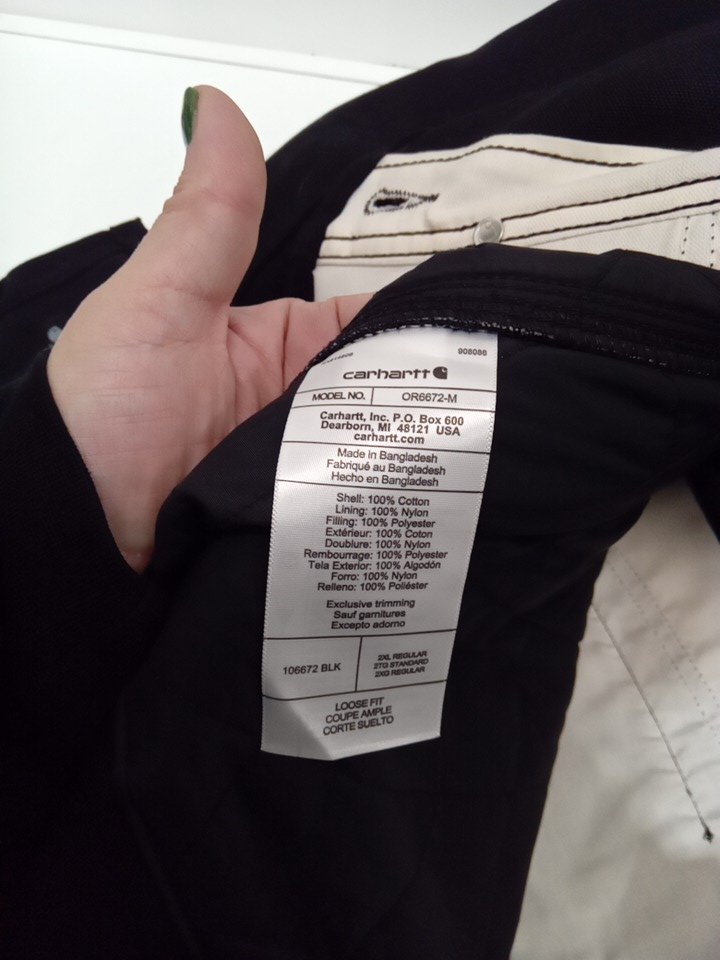 908088
carhartt
MODEL NO. OR6672-M
Carhartt, Inc. P.O. Box 600
Dearborn, MI 48121 USA
carhartt.com
Made in Bangladesh
Fabriqué au Bangladesh
Hecho en Bangladesh
Shell: 100% Cotton
Lining: 100% Nylon
Filling: 100% Polyester
Extérieur: 100% Coton
Doublure: 100% Nylon
Rembourrage: 100% Polyester
Tela Exterior: 100% Algodón
Forro: 100% Nylon
Relleno: 100% Poliéster
Exclusive trimming
Sauf garnitures
Excepto adorno
106672 BLK
2XL REGULAR
2TG STANDARD
2XG REGULAR
LOOSE FIT
COUPE AMPLE
CORTE SUELTO